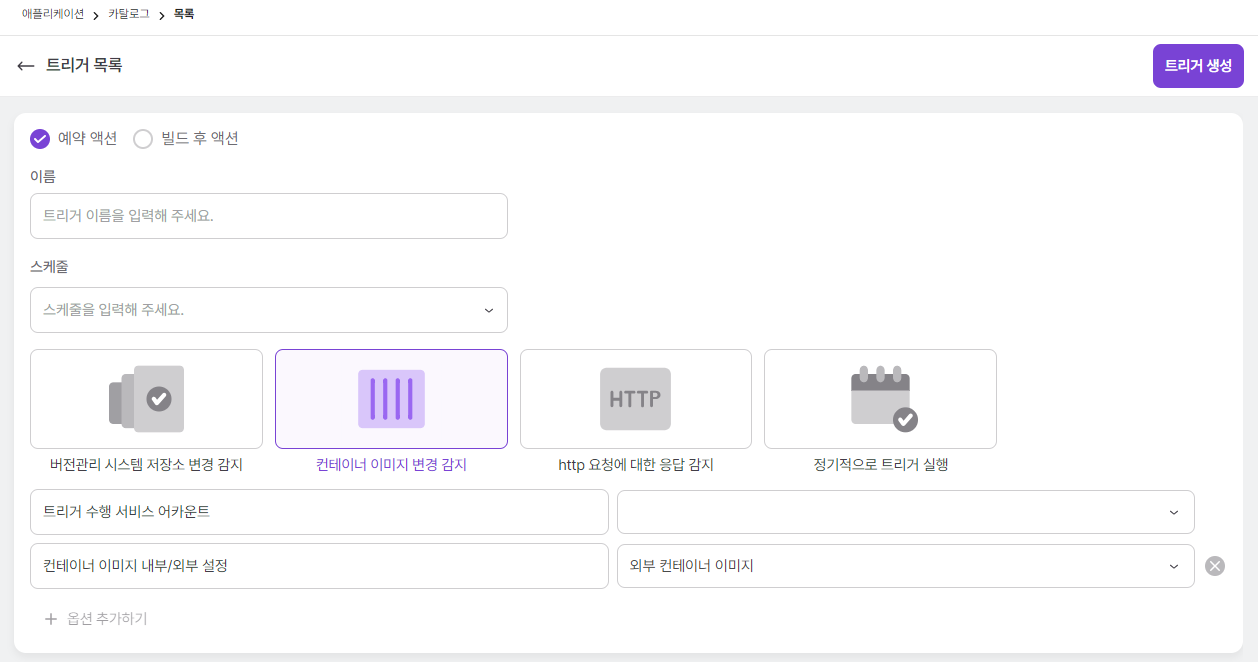 애플리케이션 > 카탈로그 > 목록
← 트리거 목록
트리거 생성
예약 액션 빌드 후 액션
이름
트리거 이름을 입력해 주세요.
스케줄
스케줄을 입력해 주세요.
HTTP
버전관리 시스템 저장소 변경 감지 컨테이너 이미지 변경 감지 http 요청에 대한 응답 감지 정기적으로 트리거 실행
트리거 수행 서비스 어카운트
컨테이너 이미지 내부/외부 설정 외부 컨테이너 이미지
+ 옵션 추가하기